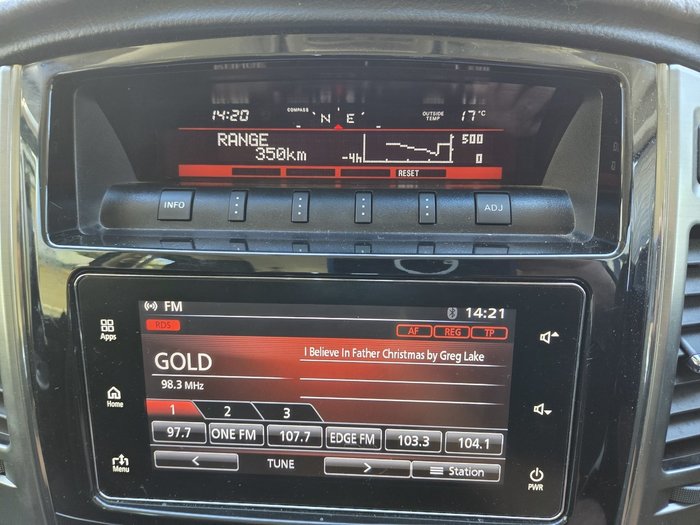 14:20 COMPASS N E OUTSIDE TEMP 17°C
RANGE 500
350km -4h 0
RESET
INFO ADJ
FM 14:21
RDS AF REG TP
Apps
GOLD I Believe In Father Christmas by Greg Lake
98.3 MHz
Home
1 2 3
97.7 ONE FM 107.7 EDGE FM 103.3 104.1
Menu < TUNE > Station
PWR